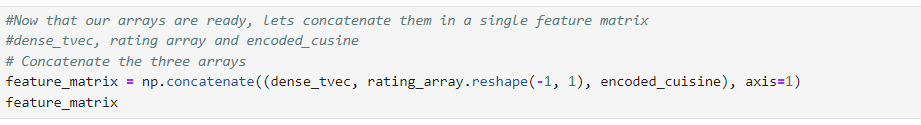 #Now that our arrays are ready, lets concatenate them in a single feature matrix
#dense_tvec, rating array and encoded_cusine
# Concatenate the three arrays
feature_matrix = np.concatenate((dense_tvec, rating_array.reshape(-1, 1), encoded_cuisine), axis=1)
feature_matrix